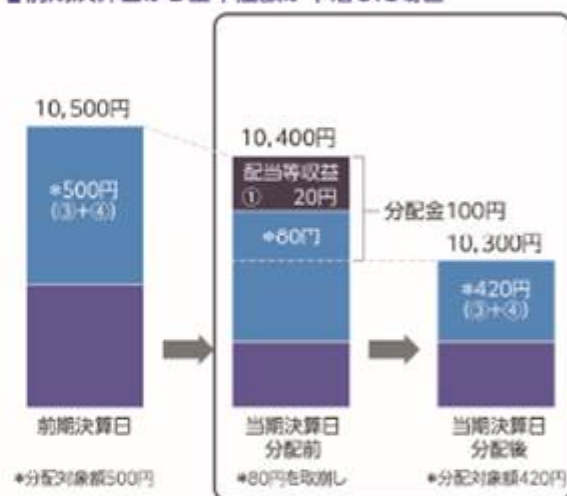 10,500円
*500円
(③+④)
10,400円
配当等収益
① 20円
*80円
分配金100円
10,300円
*420円
(③+④)
前期決算日
当期決算日
分配前
当期決算日
分配後
*分配対象額500円
*80円を取崩し
*分配対象額420円